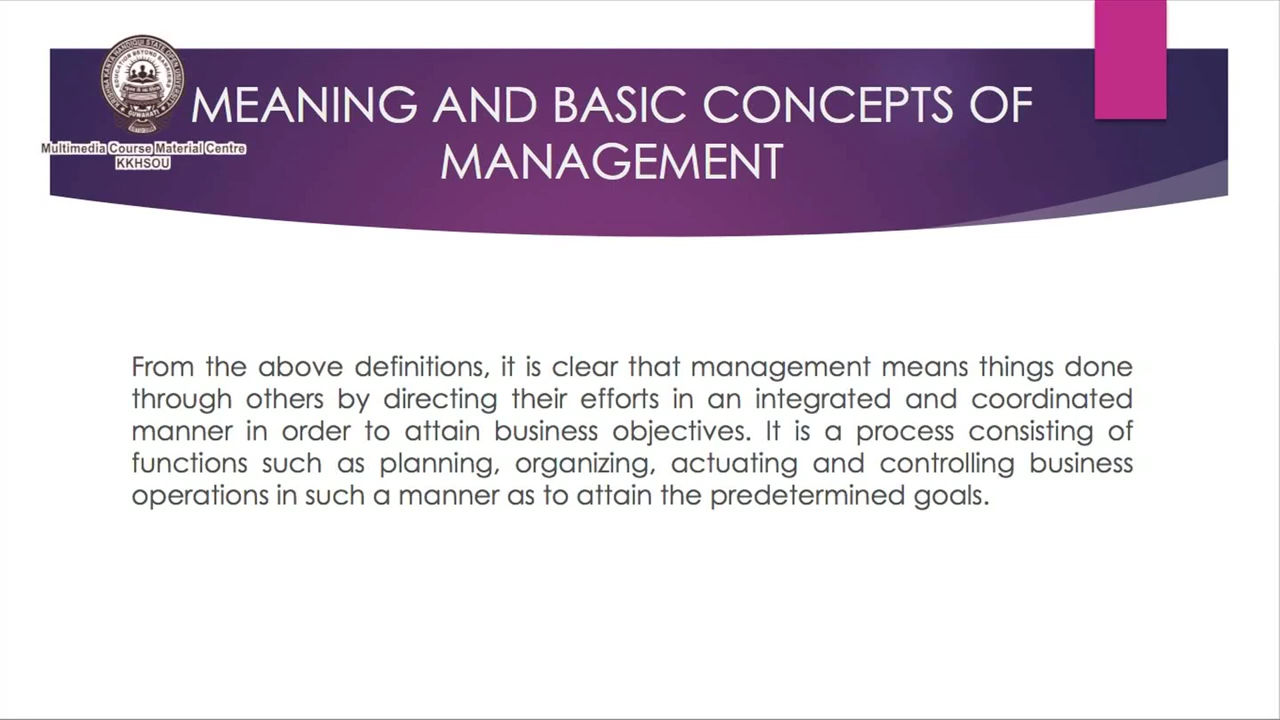 MEANING AND BASIC CONCEPTS OF
MANAGEMENT
Multimedia Course Material Centre
KKHSOU
From the above definitions, it is clear that management means things done
through others by directing their efforts in an integrated and coordinated
manner in order to attain business objectives. It is a process consisting of
functions such as planning, organizing, actuating and controlling business
operations in such a manner as to attain the predetermined goals.